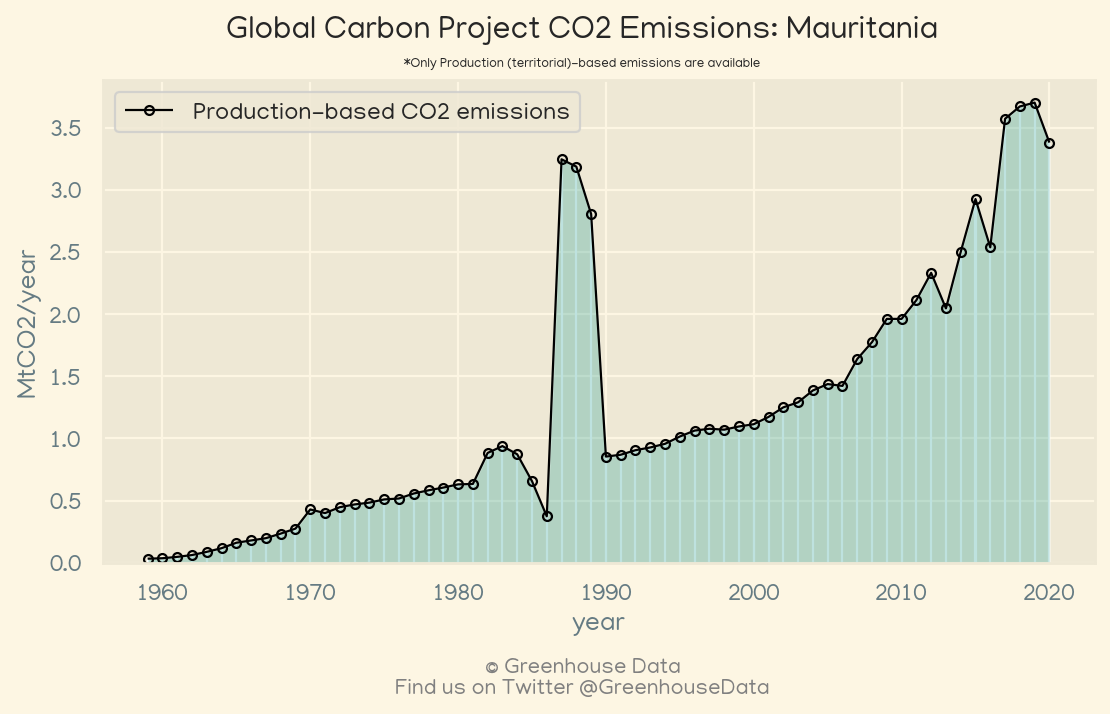 Global Carbon Project CO2 Emissions: Mauritania
*Only Production (territorial)-based emissions are available
Production-based CO2 emissions
MtCO2/year
3.5
3.0
2.5
2.0
1.5
1.0
0.5
0.0
1960 1970 1980 1990 2000 2010 2020
year
© Greenhouse Data
Find us on Twitter @GreenhouseData